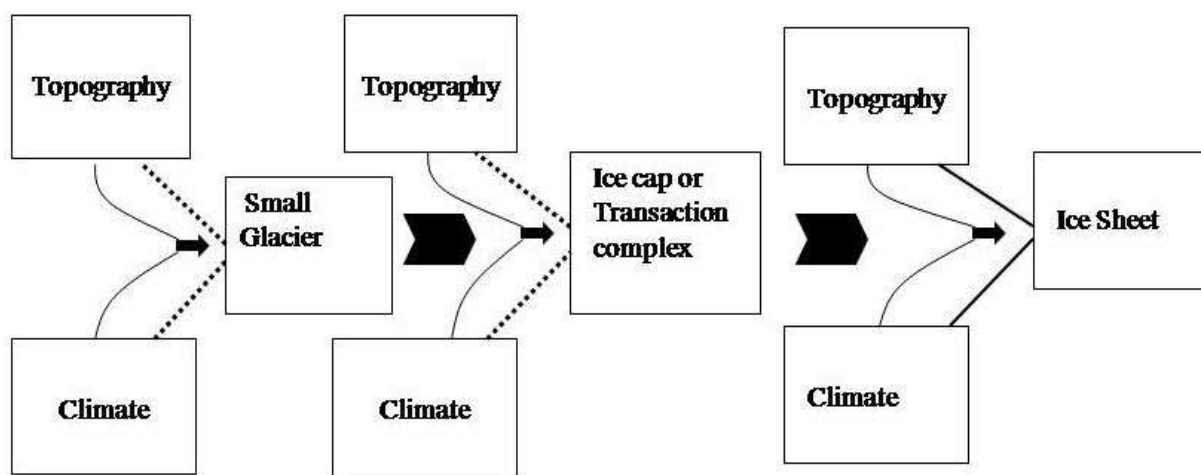 Topography
Topography
Topography
Small
Glacier
Ice cap or
Transaction
complex
Ice Sheet
Climate
Climate
Climate